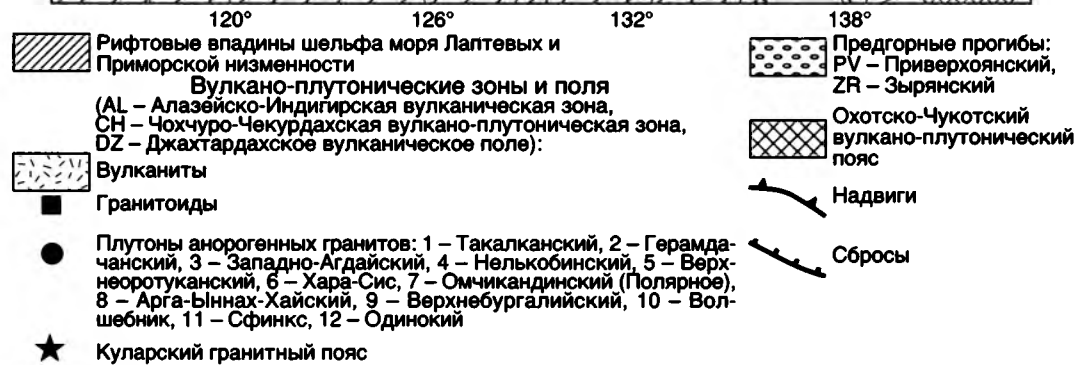 120° 126° 132° 138°
Рифтовые впадины шельфа моря Лаптевых и
Приморской низменности
Вулкано-плутонические зоны и поля
(AL – Алазейско-Индигирская вулканическая зона,
CH – Чохчуро-Чекурдахская вулкано-плутоническая зона,
DZ – Джахтардахское вулканическое поле):
Вулканиты
Гранитоиды
Плутоны анорогенных гранитов: 1 – Такалканский, 2 – Герамда-
чанский, 3 – Западно-Агдайский, 4 – Нелькобинский, 5 – Верх-
неоротуканский, 6 – Хара-Сис, 7 – Омчикандинский (Полярное),
8 – Арга-Ыннах-Хайский, 9 – Верхнебургалийский, 10 – Вол-
шебник, 11 – Сфинкс, 12 – Одинокий
Куларский гранитный пояс
Предгорные прогибы:
PV – Приверхоянский,
ZR – Зырянский
Охотско-Чукотский
вулкано-плутонический
пояс
Надвиги
Сбросы